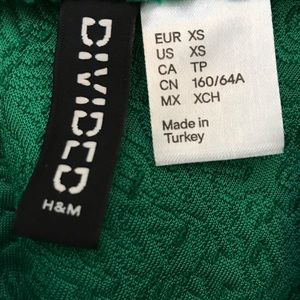 DIVIDED
H&M
EUR XS
US XS
CA TP
CN 160/64A
MX XCH
Made in
Turkey